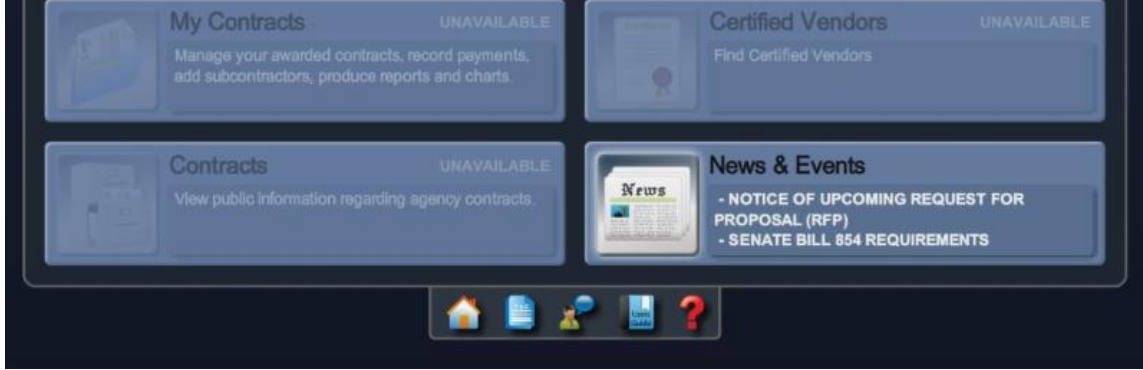 My Contracts UNAVAILABLE
Manage your awarded contracts, record payments,
add subcontractors, produce reports and charts.
Certified Vendors UNAVAILABLE
Find Certified Vendors
Contracts UNAVAILABLE
View public information regarding agency contracts.
News
News & Events
- NOTICE OF UPCOMING REQUEST FOR
PROPOSAL (RFP)
- SENATE BILL 854 REQUIREMENTS
Users
Guide
?